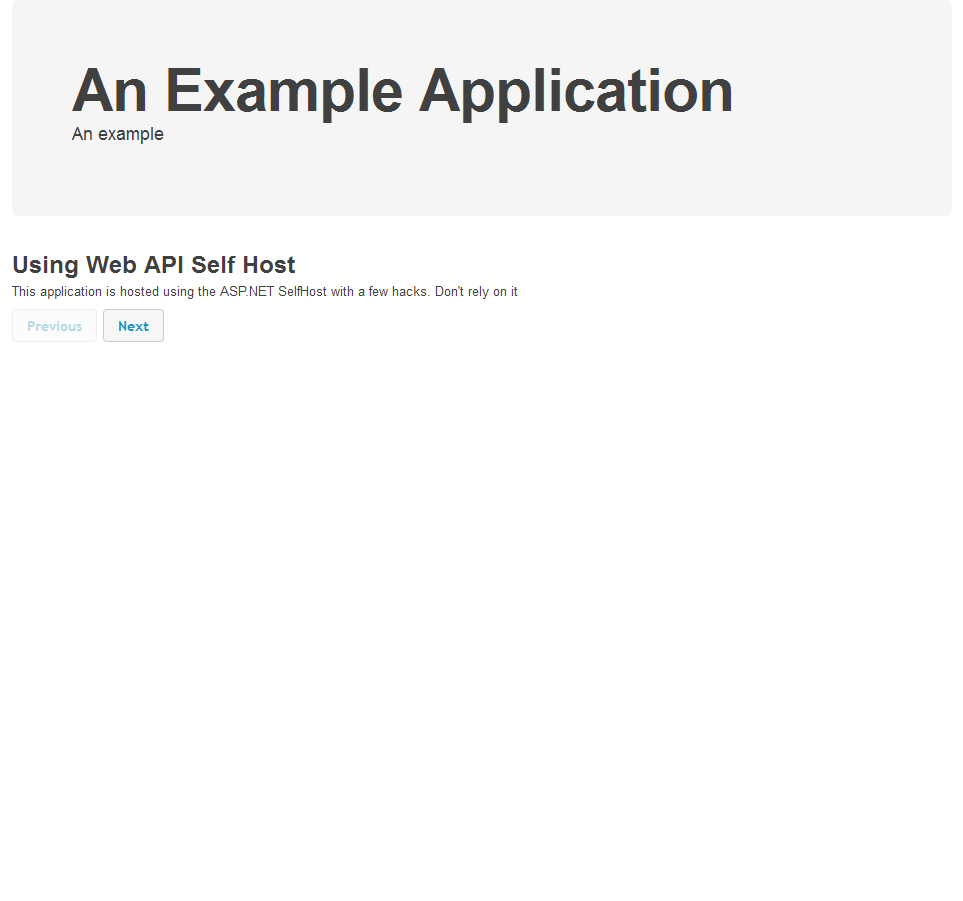 An Example Application
An example
Using Web API Self Host
This application is hosted using the ASP.NET SelfHost with a few hacks. Don't rely on it
Previous Next